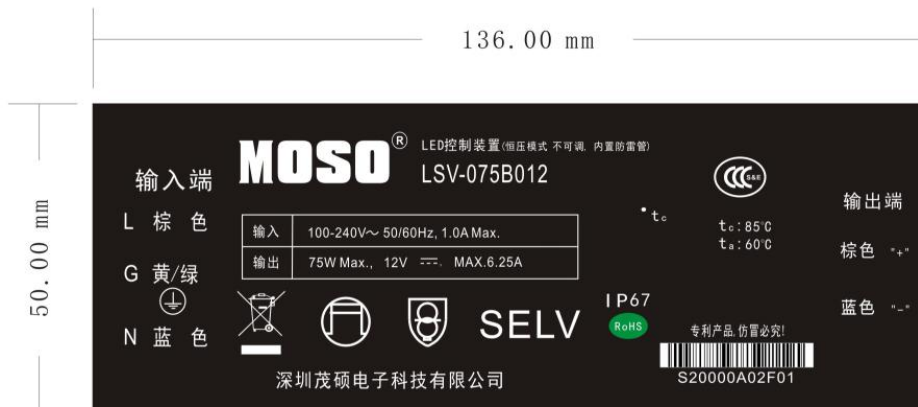 136.00 mm
50.00 mm
MOSO®
LED控制装置(恒压模式 不可调, 内置防雷管)
LSV-075B012
输入端
L 棕色
G 黄/绿
N 蓝色
输入 100-240V～ 50/60Hz, 1.0A Max.
输出 75W Max., 12V ⎓, MAX.6.25A
CCC S&E
tc
tc:85℃
ta:60℃
输出端
棕色 "+"
蓝色 "-"
SELV
IP67
RoHS
专利产品,仿冒必究!
S20000A02F01
深圳茂硕电子科技有限公司